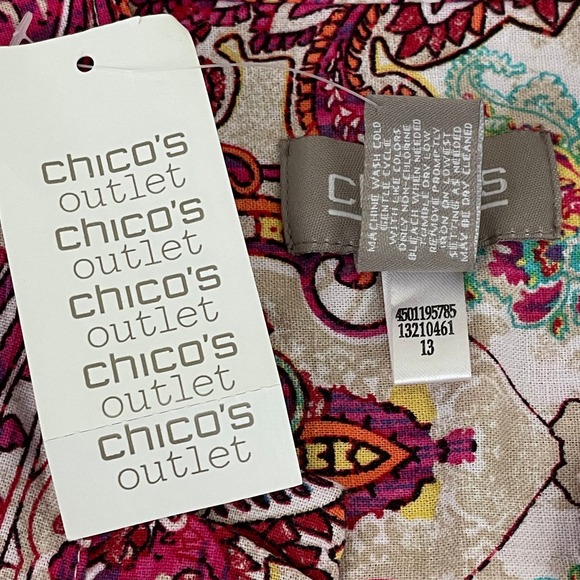 chico's
outlet
chico's
outlet
chico's
outlet
chico's
outlet
chico's
outlet
MACHINE WASH COLD
GENTLE CYCLE
WITH LIKE COLORS
ONLY NON-CHLORINE
BLEACH WHEN NEEDED
TUMBLE DRY LOW
REMOVE PROMPTLY
IRON ON LOWEST
SETTING AS NEEDED
MAY BE DRY CLEANED
4501195785
13210461
13